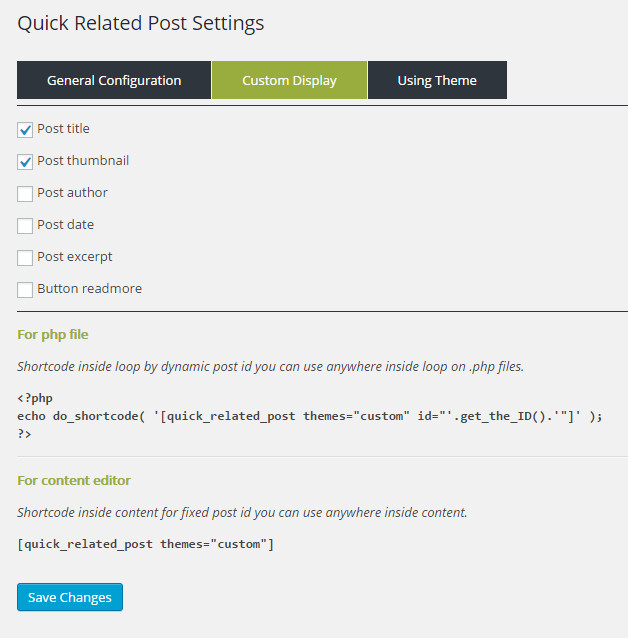 Quick Related Post Settings
General Configuration
Custom Display
Using Theme
Post title
Post thumbnail
Post author
Post date
Post excerpt
Button readmore
For php file
Shortcode inside loop by dynamic post id you can use anywhere inside loop on .php files.
<?php
echo do_shortcode( '[quick_related_post themes="custom" id="'.get_the_ID().'"]' );
?>
For content editor
Shortcode inside content for fixed post id you can use anywhere inside content.
[quick_related_post themes="custom"]
Save Changes